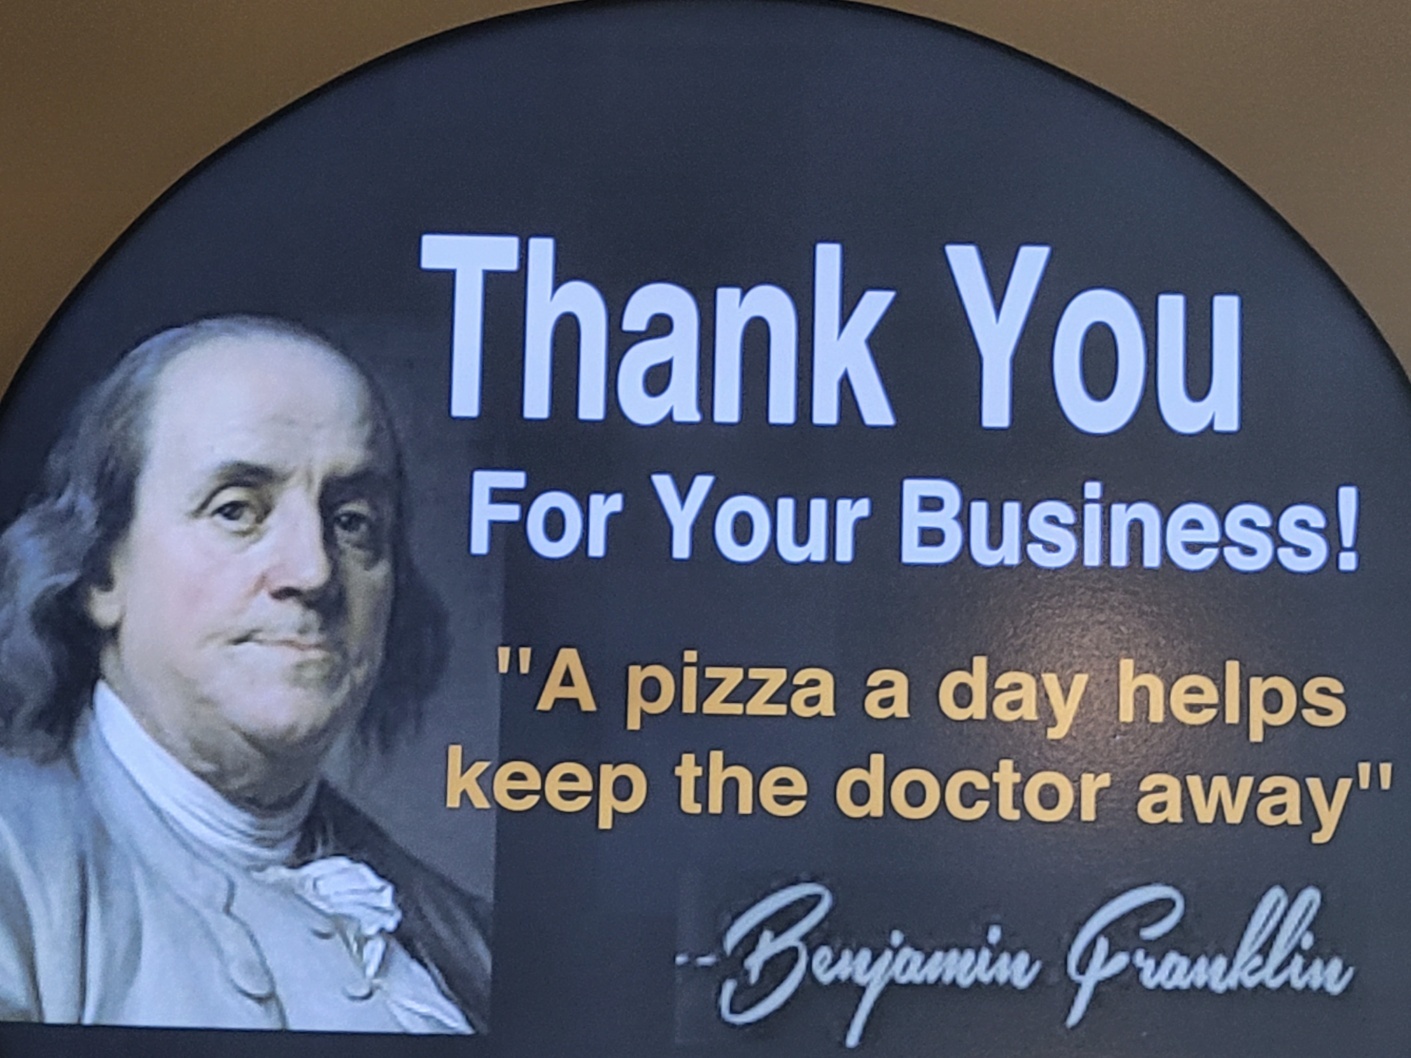 Thank You
For Your Business!
"A pizza a day helps
keep the doctor away"
--Benjamin Franklin